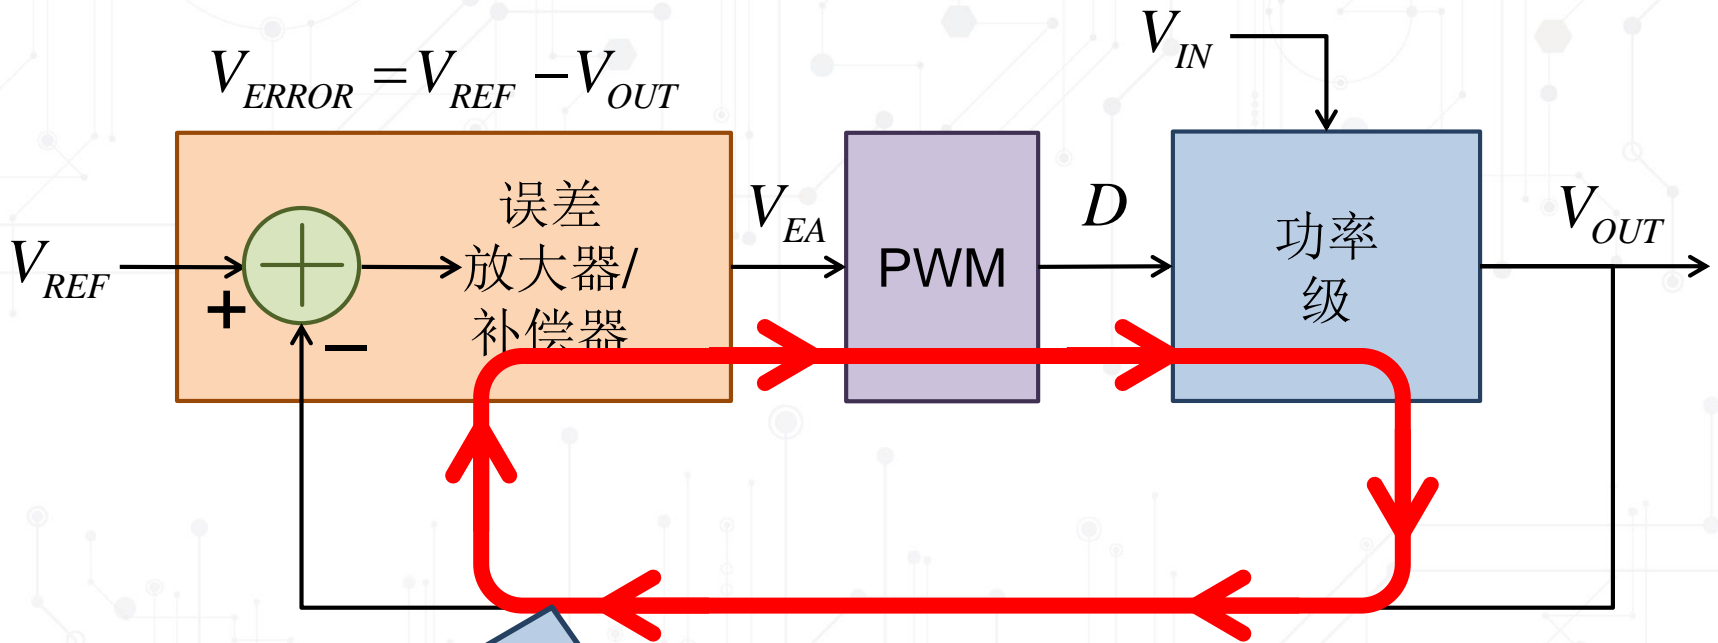 V_IN
V_ERROR = V_REF − V_OUT
误差
放大器/
补偿器
V_REF
+
−
V_EA
PWM
D
功率
级
V_OUT